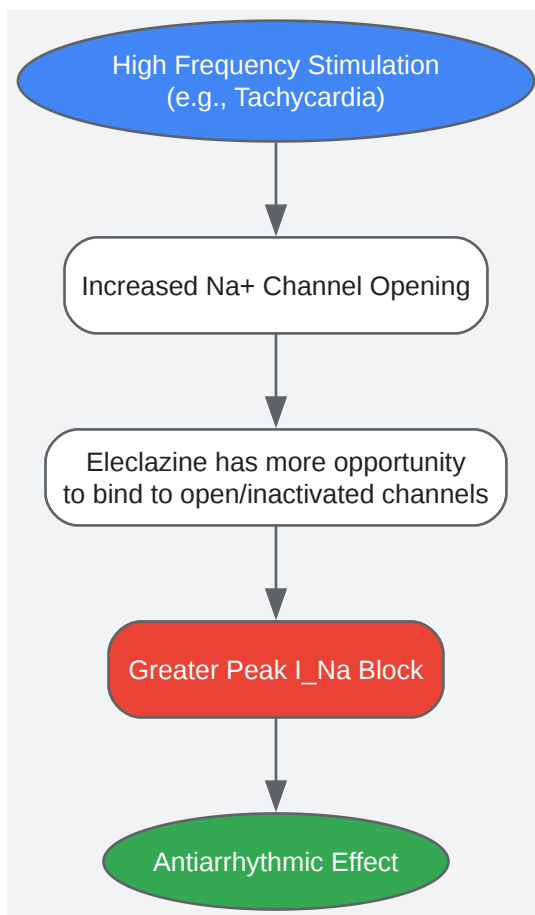 High Frequency Stimulation
(e.g., Tachycardia)
Increased Na+ Channel Opening
Eleclazine has more opportunity
to bind to open/inactivated channels
Greater Peak I_Na Block
Antiarrhythmic Effect